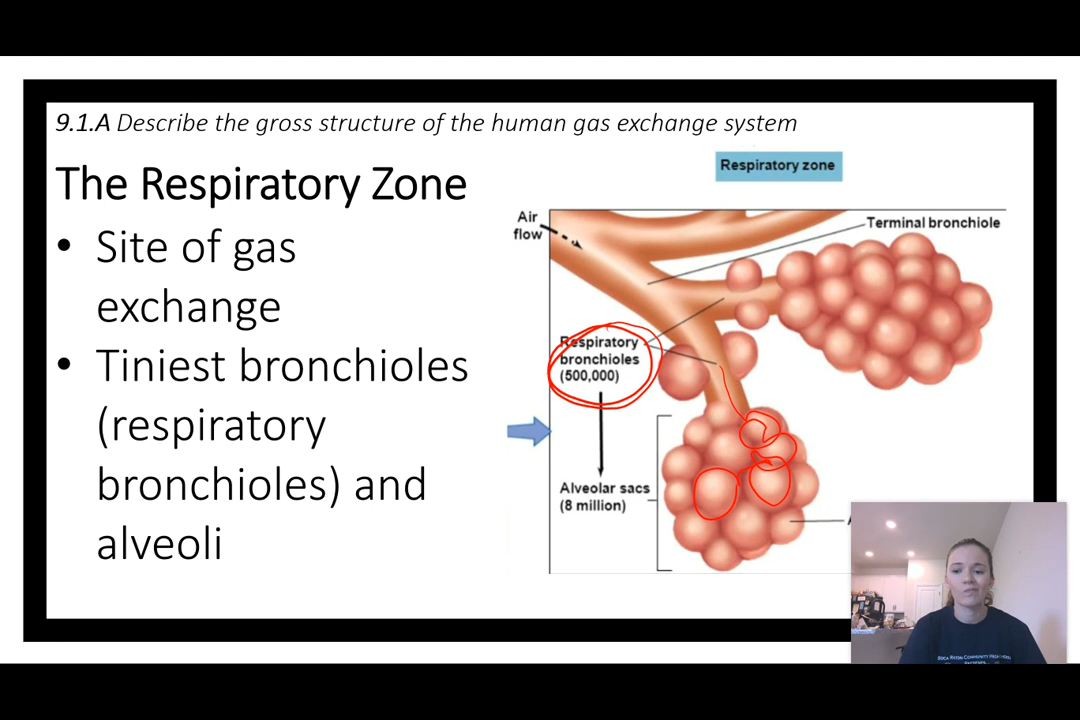 9.1.A Describe the gross structure of the human gas exchange system
The Respiratory Zone
• Site of gas
exchange
• Tiniest bronchioles
(respiratory
bronchioles) and
alveoli
Respiratory zone
Air
flow
Terminal bronchiole
Respiratory
bronchioles
(500,000)
Alveolar sacs
(8 million)